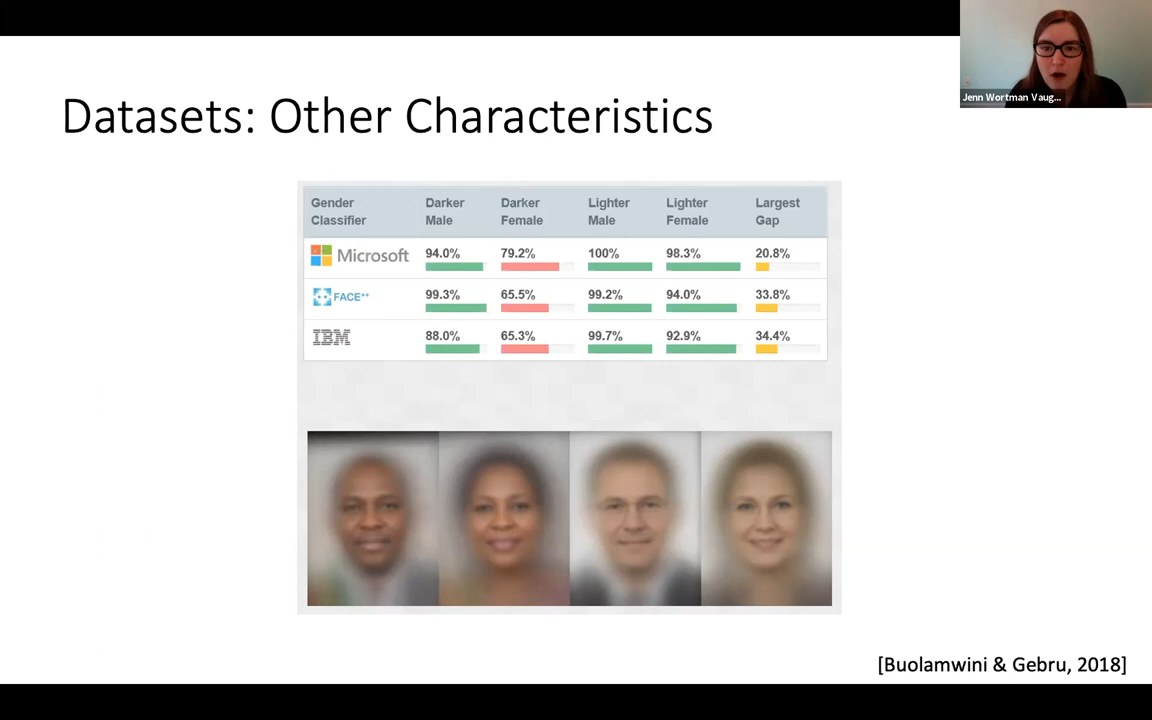 Jenn Wortman Vaug...
Datasets: Other Characteristics
Gender Classifier Darker Male Darker Female Lighter Male Lighter Female Largest Gap
Microsoft 94.0% 79.2% 100% 98.3% 20.8%
FACE++ 99.3% 65.5% 99.2% 94.0% 33.8%
IBM 88.0% 65.3% 99.7% 92.9% 34.4%
[Buolamwini & Gebru, 2018]